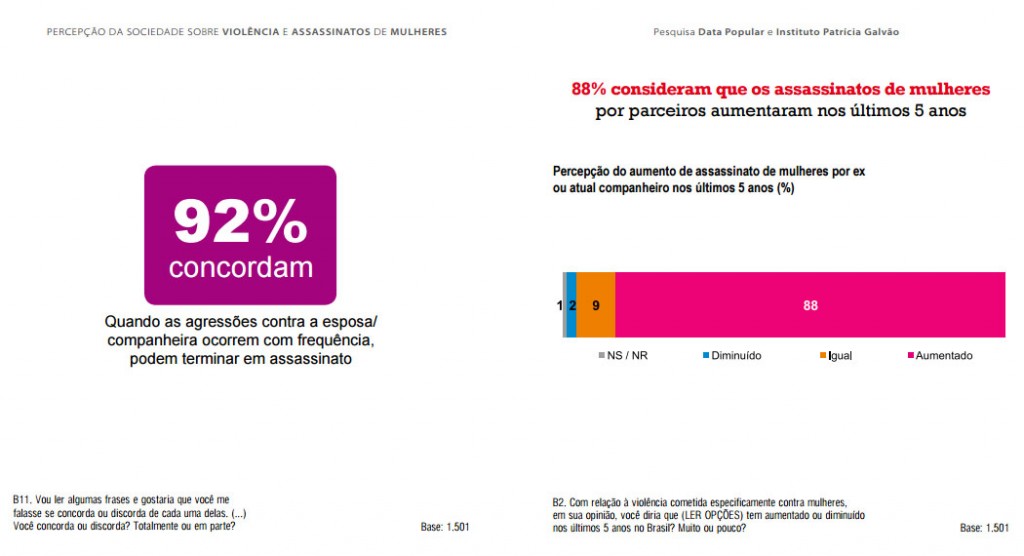 PERCEPÇÃO DA SOCIEDADE SOBRE VIOLÊNCIA E ASSASSINATOS DE MULHERES
92%
concordam
Quando as agressões contra a esposa/
companheira ocorrem com frequência,
podem terminar em assassinato
B11. Vou ler algumas frases e gostaria que você me
falasse se concorda ou discorda de cada uma delas. (...)
Você concorda ou discorda? Totalmente ou em parte?
Base: 1.501
Pesquisa Data Popular e Instituto Patrícia Galvão
88% consideram que os assassinatos de mulheres
por parceiros aumentaram nos últimos 5 anos
Percepção do aumento de assassinato de mulheres por ex
ou atual companheiro nos últimos 5 anos (%)
1 2 9 88
NS / NR Diminuído Igual Aumentado
B2. Com relação à violência cometida especificamente contra mulheres,
em sua opinião, você diria que (LER OPÇÕES) tem aumentado ou diminuído
nos últimos 5 anos no Brasil? Muito ou pouco?
Base: 1.501